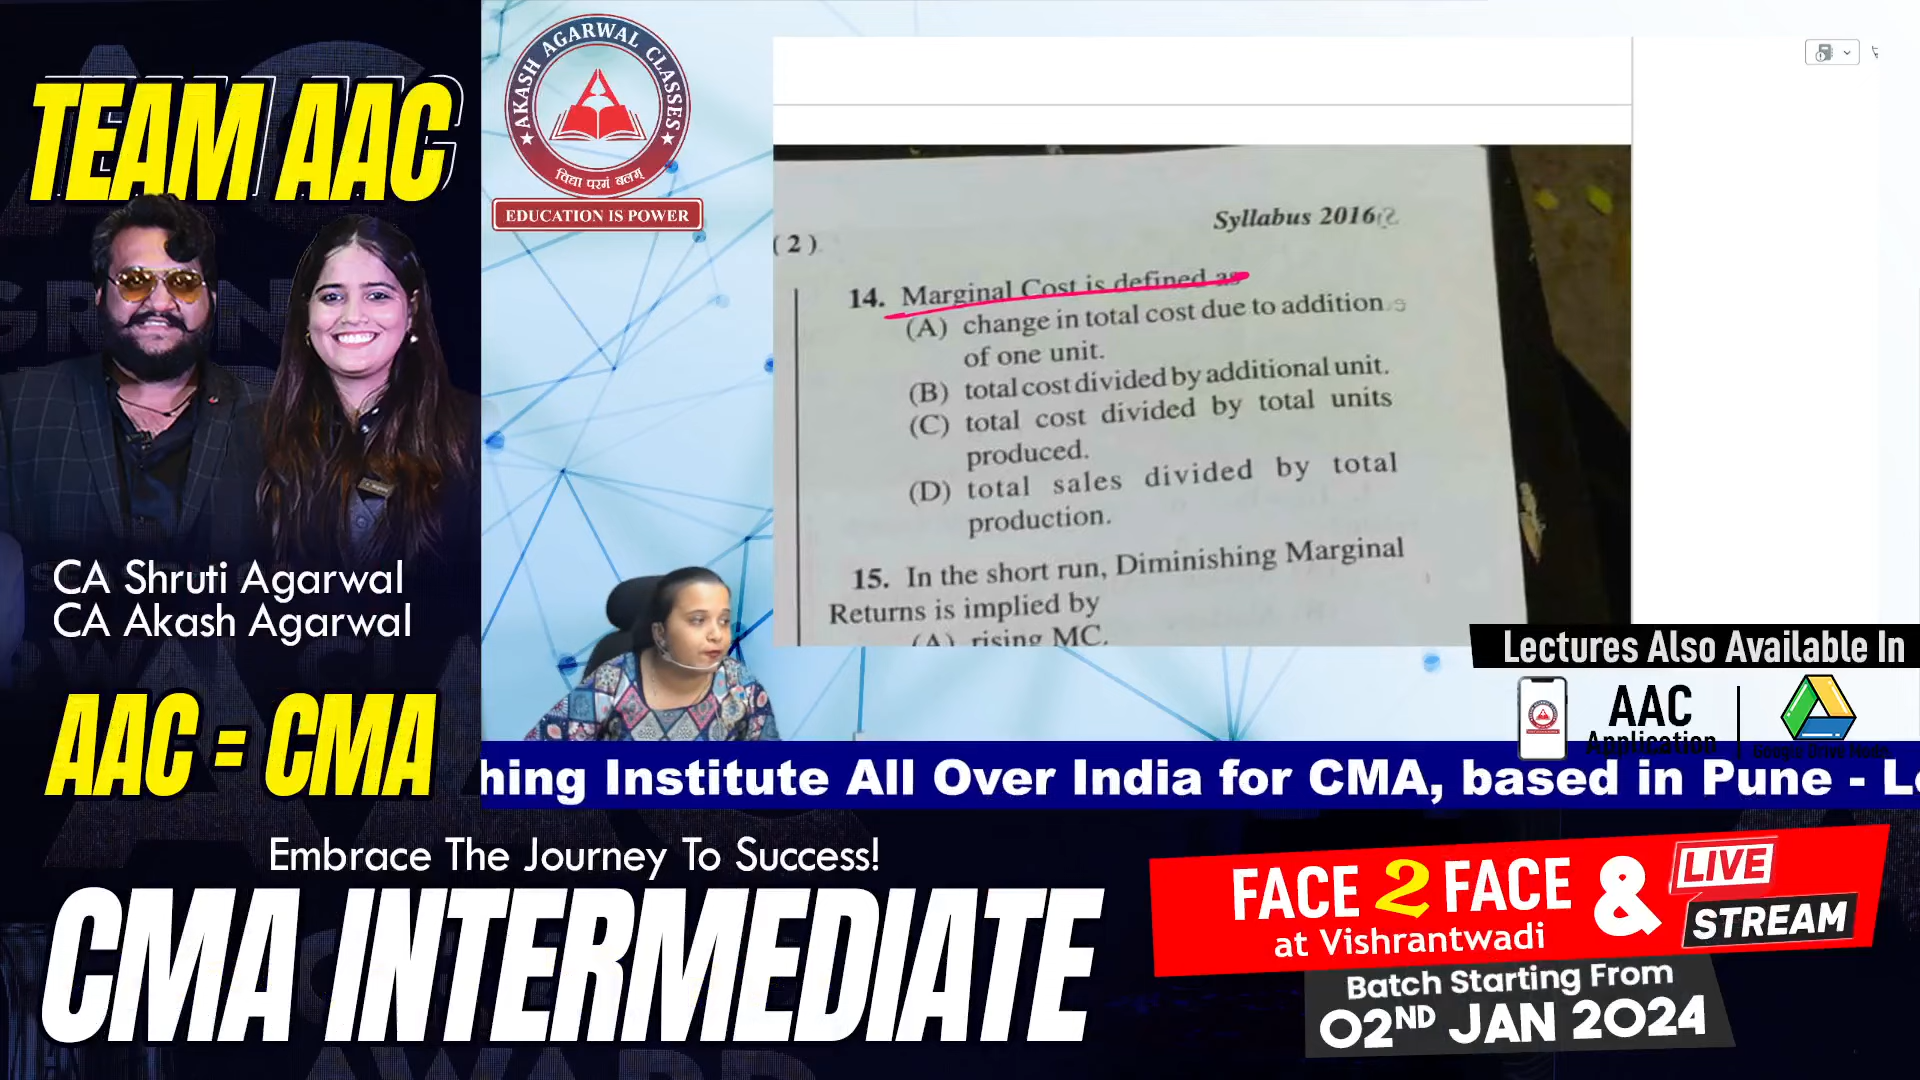 TEAM AAC
CA Shruti Agarwal
CA Akash Agarwal
AAC = CMA
AKASH AGARWAL CLASSES
विद्या परमं बलम्
EDUCATION IS POWER
Syllabus 2016
( 2 )
14. Marginal Cost is defined as
(A) change in total cost due to addition
of one unit.
(B) total cost divided by additional unit.
(C) total cost divided by total units
produced.
(D) total sales divided by total
production.
15. In the short run, Diminishing Marginal
Returns is implied by
(A) rising MC.
Lectures Also Available In
AAC
Application
Google Drive Mode
hing Institute All Over India for CMA, based in Pune - L
Embrace The Journey To Success!
CMA INTERMEDIATE
FACE 2 FACE & LIVE
at Vishrantwadi STREAM
Batch Starting From
02ND JAN 2024